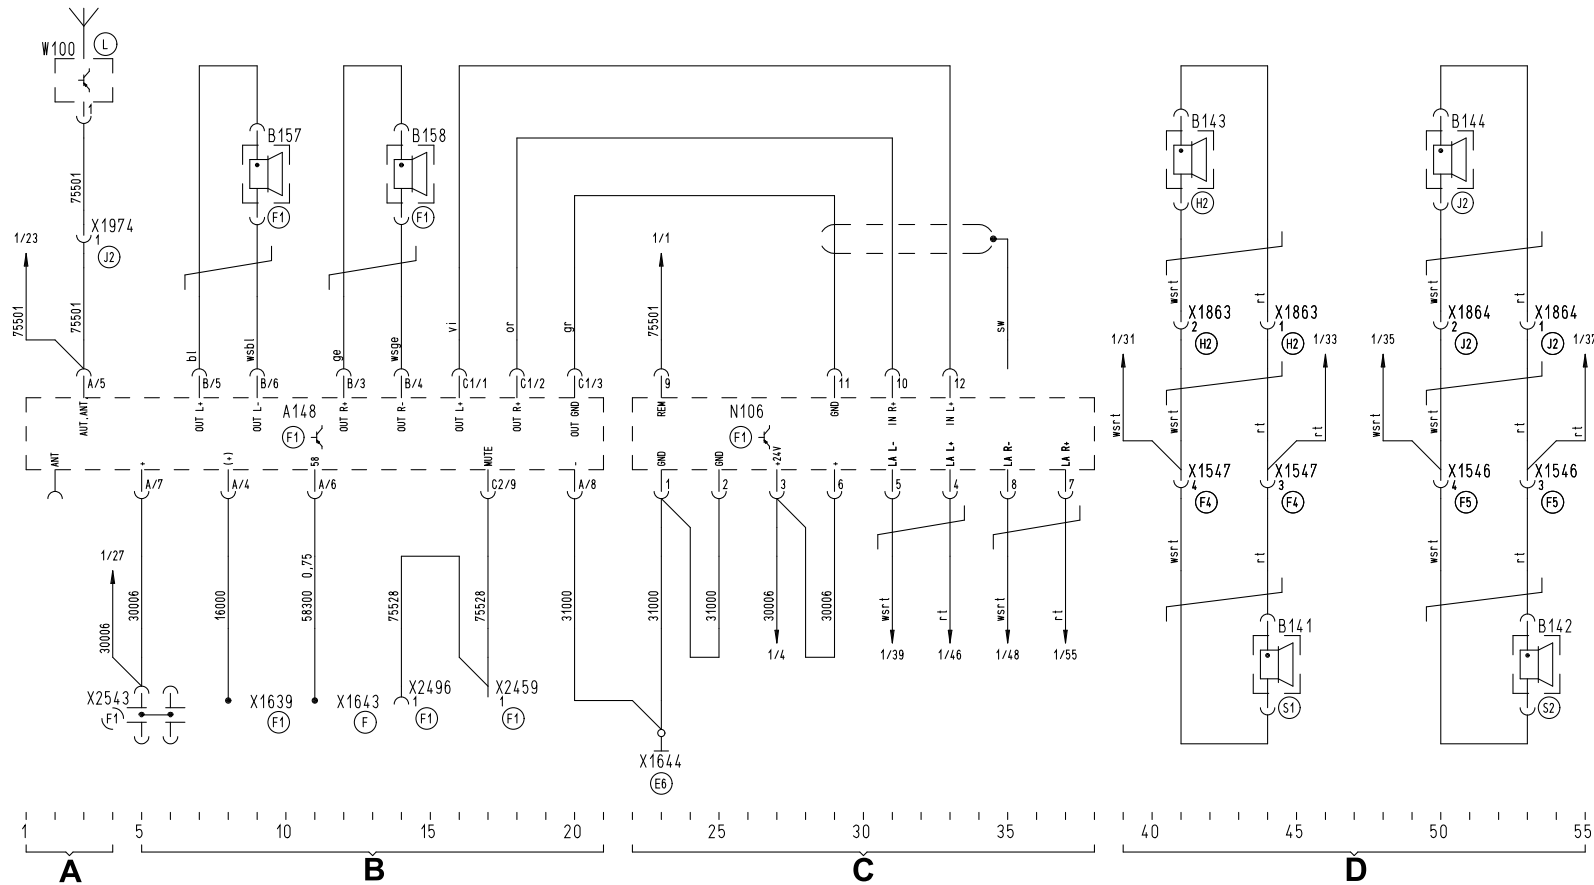 W100 L
1
75501
X1974
1
J2
1/23
75501
75501
A/5
B157
F1
bl
wsbl
B/5
B/6
B158
F1
ge
wsge
B/3
B/4
vi
or
gr
C1/1
C1/2
C1/3
1/1
75501
9
11
10
12
sw
AUT.ANT
OUT L+
OUT L-
A148
F1
OUT R+
OUT R-
OUT L+
OUT R+
OUT GND
ANT
+
(+)
58
MUTE
-
REM
N106
F1
GND
IN R+
IN L+
GND
GND
+24V
+
LA L-
LA L+
LA R-
LA R+
A/7
A/4
A/6
C2/9
A/8
1
2
3
6
5
4
8
7
1/27
30006
30006
16000
58300 0,75
75528
75528
31000
31000
31000
30006
30006
wsrt
rt
wsrt
rt
1/4
1/39
1/46
1/48
1/55
X2543
F1
X1639
F1
X1643
F
X2496
1
F1
X2459
1
F1
X1644
E6
B143
H2
wsrt
rt
X1863
2
H2
X1863
1
H2
1/31
1/33
wsrt
wsrt
rt
rt
X1547
4
F4
X1547
3
F4
wsrt
rt
B141
S1
B144
J2
wsrt
rt
X1864
2
J2
X1864
1
J2
1/35
1/37
wsrt
wsrt
rt
rt
X1546
4
F5
X1546
3
F5
wsrt
rt
B142
S2
1 5 10 15 20 25 30 35 40 45 50 55
A B C D